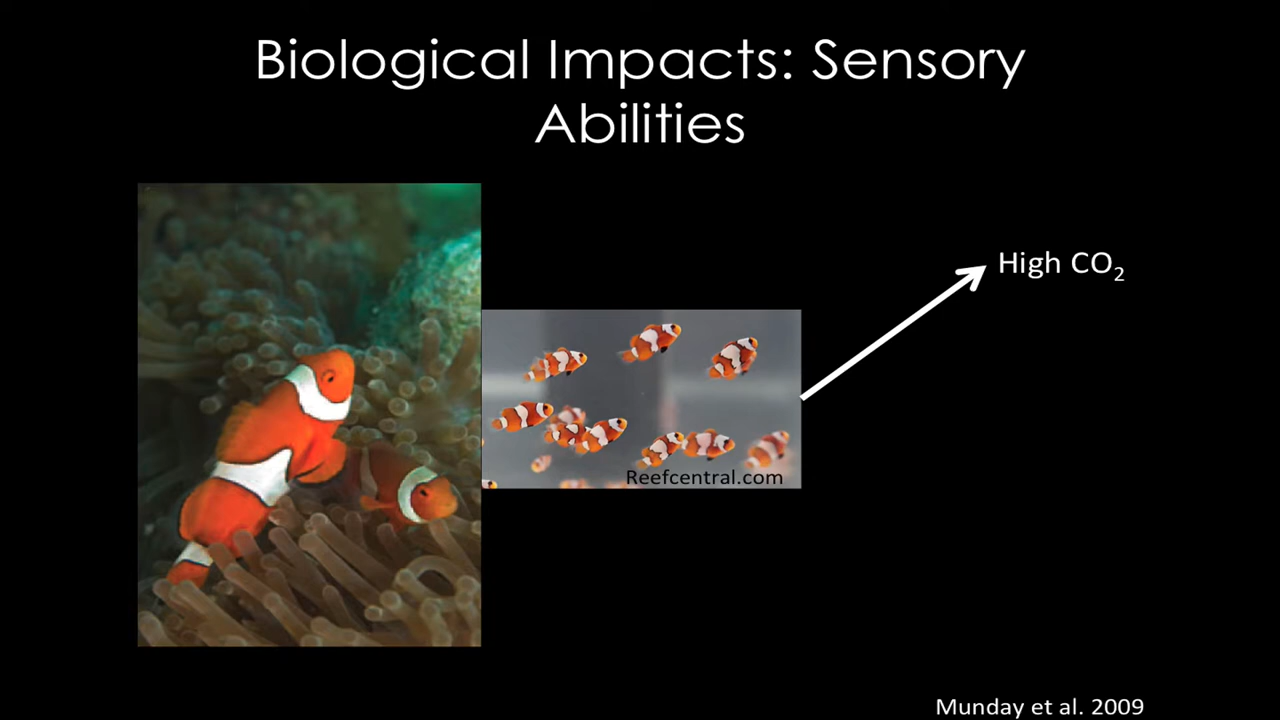 Biological Impacts: Sensory
Abilities
High CO₂
Reefcentral.com
Munday et al. 2009